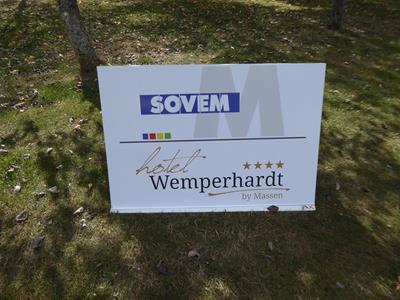 M
SOVEM
hotel
Wemperhardt
by Massen